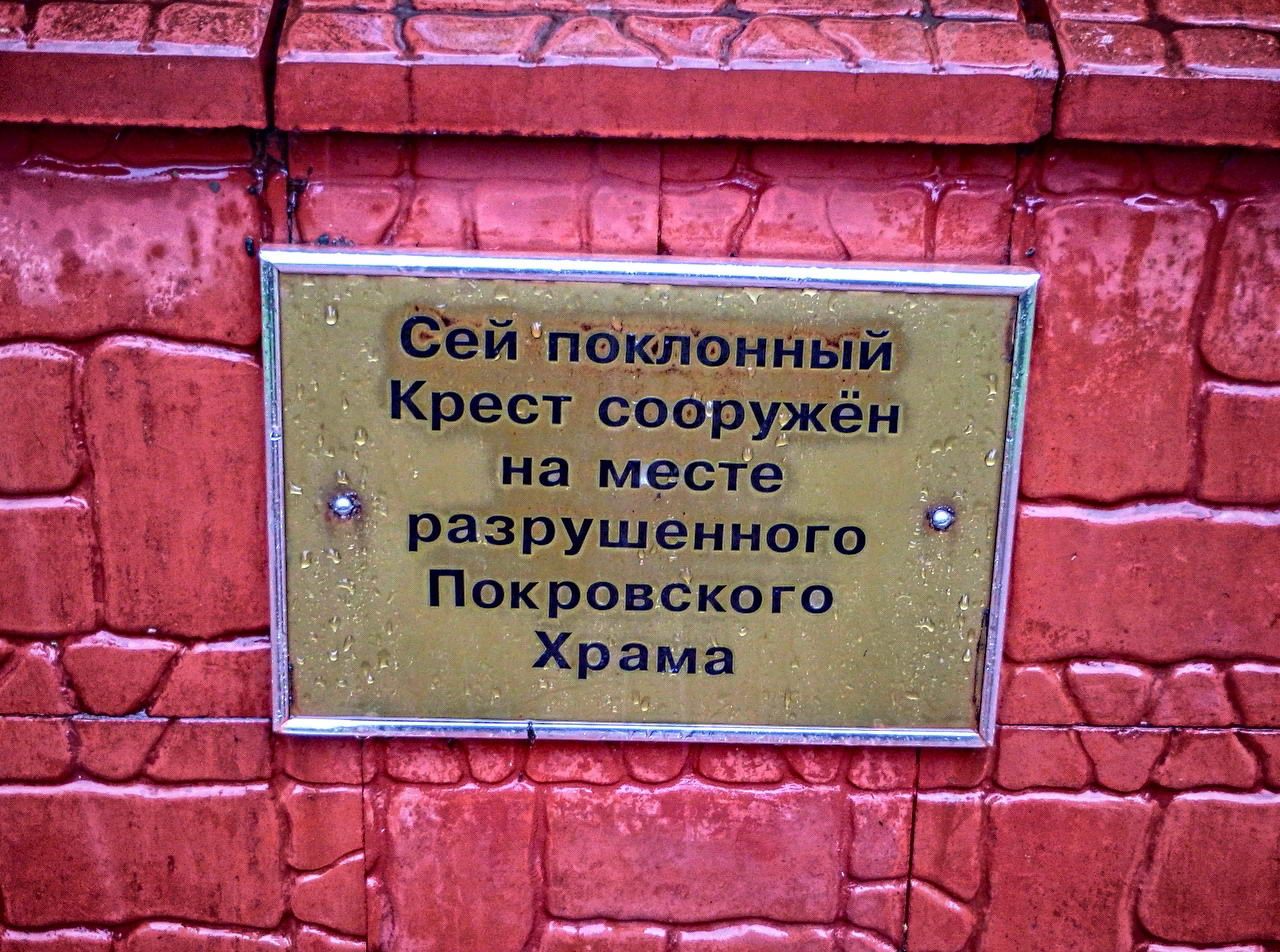 Сей поклонный
Крест сооружён
на месте
разрушенного
Покровского
Храма